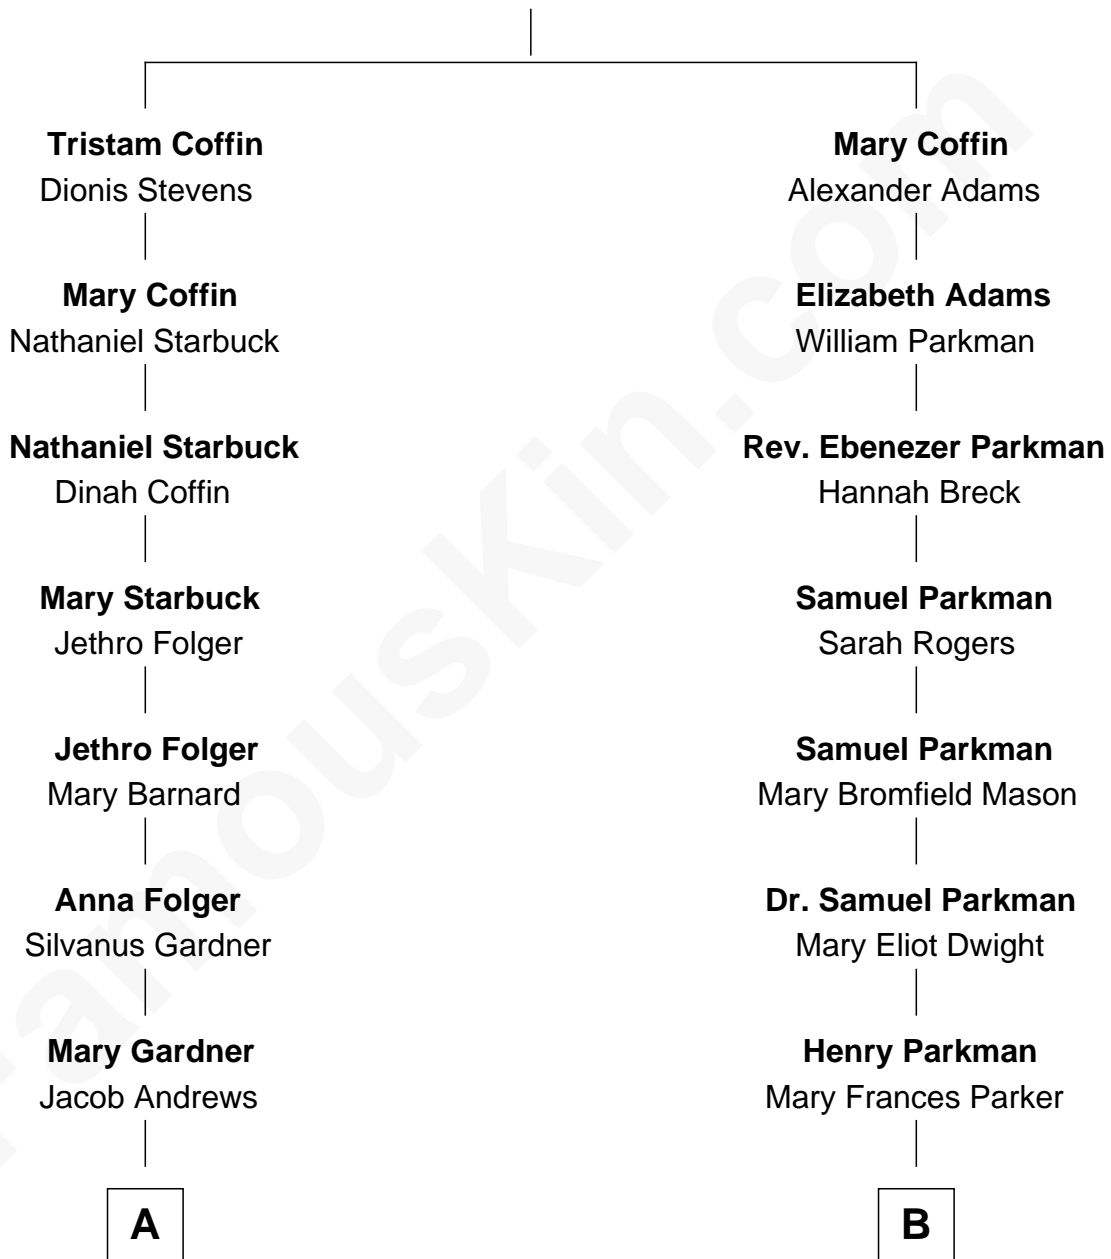 Tristam Coffin
Dionis Stevens
Mary Coffin
Nathaniel Starbuck
Nathaniel Starbuck
Dinah Coffin
Mary Starbuck
Jethro Folger
Jethro Folger
Mary Barnard
Anna Folger
Silvanus Gardner
Mary Gardner
Jacob Andrews
A
Mary Coffin
Alexander Adams
Elizabeth Adams
William Parkman
Rev. Ebenezer Parkman
Hannah Breck
Samuel Parkman
Sarah Rogers
Samuel Parkman
Mary Bromfield Mason
Dr. Samuel Parkman
Mary Eliot Dwight
Henry Parkman
Mary Frances Parker
B
FamousKin.com